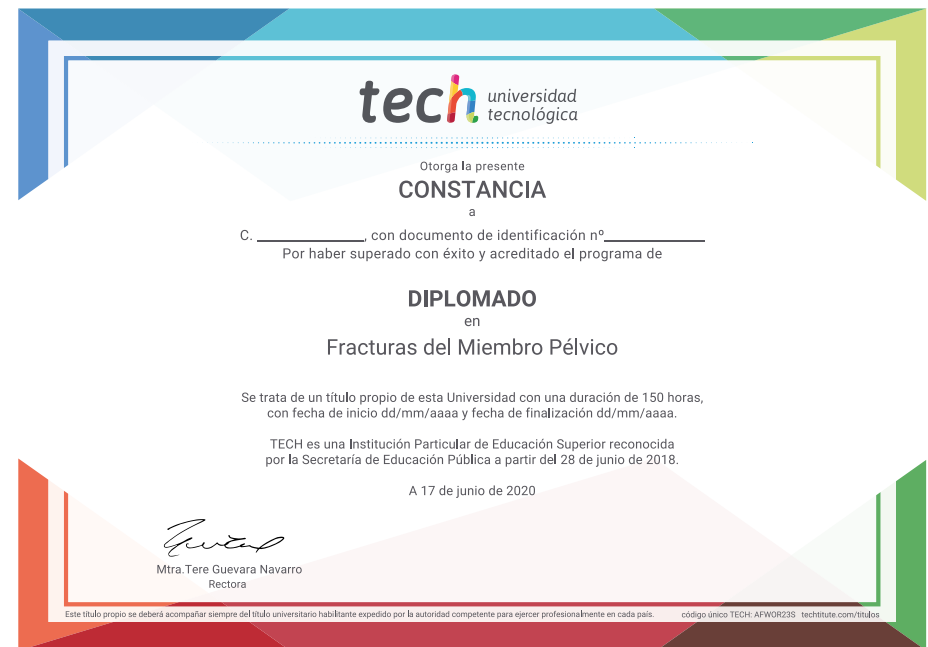 tech universidad
tecnológica
Otorga la presente
CONSTANCIA
a
C. ______________, con documento de identificación nº_____________
Por haber superado con éxito y acreditado el programa de
DIPLOMADO
en
Fracturas del Miembro Pélvico
Se trata de un título propio de esta Universidad con una duración de 150 horas,
con fecha de inicio dd/mm/aaaa y fecha de finalización dd/mm/aaaa.
TECH es una Institución Particular de Educación Superior reconocida
por la Secretaría de Educación Pública a partir del 28 de junio de 2018.
A 17 de junio de 2020
Mtra.Tere Guevara Navarro
Rectora
Este título propio se deberá acompañar siempre del título universitario habilitante expedido por la autoridad competente para ejercer profesionalmente en cada país. código único TECH: AFWOR23S techtitute.com/titulos